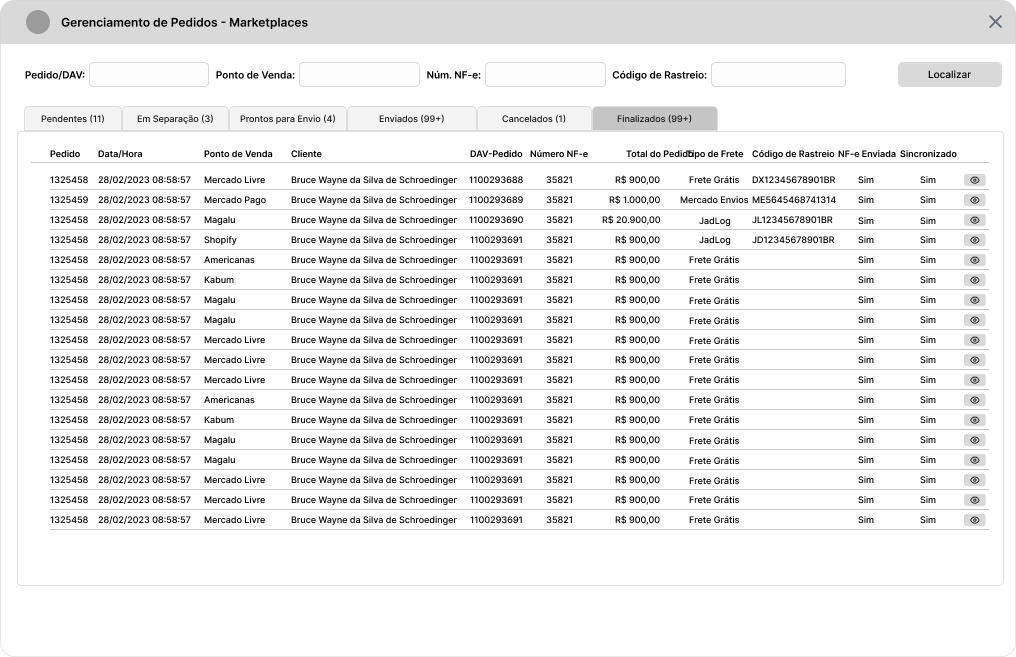 Gerenciamento de Pedidos - Marketplaces
Pedido/DAV: Ponto de Venda: Núm. NF-e: Código de Rastreio: Localizar
Pendentes (11) Em Separação (3) Prontos para Envio (4) Enviados (99+) Cancelados (1) Finalizados (99+)
Pedido Data/Hora Ponto de Venda Cliente DAV-Pedido Número NF-e Total do Pedido Tipo de Frete Código de Rastreio NF-e Enviada Sincronizado
1325458 28/02/2023 08:58:57 Mercado Livre Bruce Wayne da Silva de Schroedinger 1100293688 35821 R$ 900,00 Frete Grátis DX12345678901BR Sim Sim
1325459 28/02/2023 08:58:57 Mercado Pago Bruce Wayne da Silva de Schroedinger 1100293689 35821 R$ 1.000,00 Mercado Envios ME5645468741314 Sim Sim
1325458 28/02/2023 08:58:57 Magalu Bruce Wayne da Silva de Schroedinger 1100293690 35821 R$ 20.900,00 JadLog JL12345678901BR Sim Sim
1325458 28/02/2023 08:58:57 Shopify Bruce Wayne da Silva de Schroedinger 1100293691 35821 R$ 900,00 JadLog JD12345678901BR Sim Sim
1325458 28/02/2023 08:58:57 Americanas Bruce Wayne da Silva de Schroedinger 1100293691 35821 R$ 900,00 Frete Grátis Sim Sim
1325458 28/02/2023 08:58:57 Kabum Bruce Wayne da Silva de Schroedinger 1100293691 35821 R$ 900,00 Frete Grátis Sim Sim
1325458 28/02/2023 08:58:57 Magalu Bruce Wayne da Silva de Schroedinger 1100293691 35821 R$ 900,00 Frete Grátis Sim Sim
1325458 28/02/2023 08:58:57 Magalu Bruce Wayne da Silva de Schroedinger 1100293691 35821 R$ 900,00 Frete Grátis Sim Sim
1325458 28/02/2023 08:58:57 Mercado Livre Bruce Wayne da Silva de Schroedinger 1100293691 35821 R$ 900,00 Frete Grátis Sim Sim
1325458 28/02/2023 08:58:57 Mercado Livre Bruce Wayne da Silva de Schroedinger 1100293691 35821 R$ 900,00 Frete Grátis Sim Sim
1325458 28/02/2023 08:58:57 Mercado Livre Bruce Wayne da Silva de Schroedinger 1100293691 35821 R$ 900,00 Frete Grátis Sim Sim
1325458 28/02/2023 08:58:57 Americanas Bruce Wayne da Silva de Schroedinger 1100293691 35821 R$ 900,00 Frete Grátis Sim Sim
1325458 28/02/2023 08:58:57 Kabum Bruce Wayne da Silva de Schroedinger 1100293691 35821 R$ 900,00 Frete Grátis Sim Sim
1325458 28/02/2023 08:58:57 Magalu Bruce Wayne da Silva de Schroedinger 1100293691 35821 R$ 900,00 Frete Grátis Sim Sim
1325458 28/02/2023 08:58:57 Magalu Bruce Wayne da Silva de Schroedinger 1100293691 35821 R$ 900,00 Frete Grátis Sim Sim
1325458 28/02/2023 08:58:57 Mercado Livre Bruce Wayne da Silva de Schroedinger 1100293691 35821 R$ 900,00 Frete Grátis Sim Sim
1325458 28/02/2023 08:58:57 Mercado Livre Bruce Wayne da Silva de Schroedinger 1100293691 35821 R$ 900,00 Frete Grátis Sim Sim
1325458 28/02/2023 08:58:57 Mercado Livre Bruce Wayne da Silva de Schroedinger 1100293691 35821 R$ 900,00 Frete Grátis Sim Sim